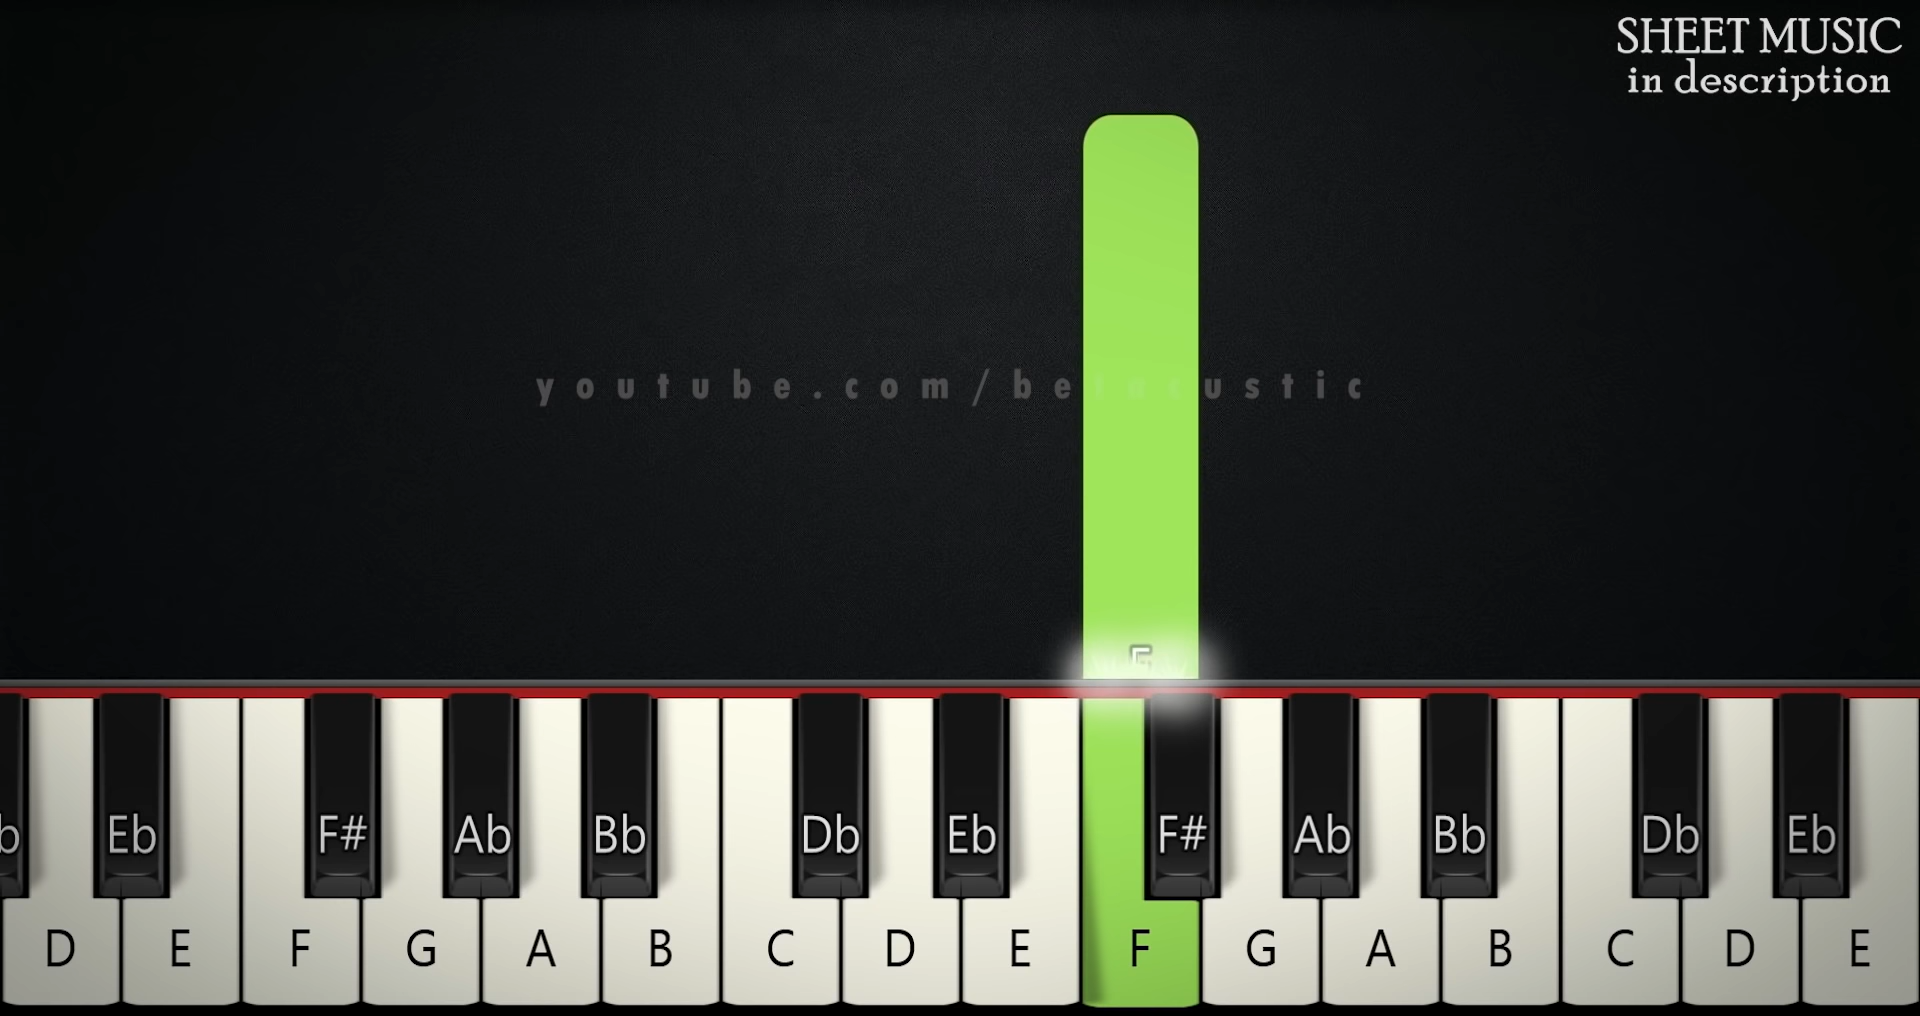 SHEET MUSIC
in description
F
b Eb F# Ab Bb Db Eb F# Ab Bb Db Eb
D E F G A B C D E F G A B C D E